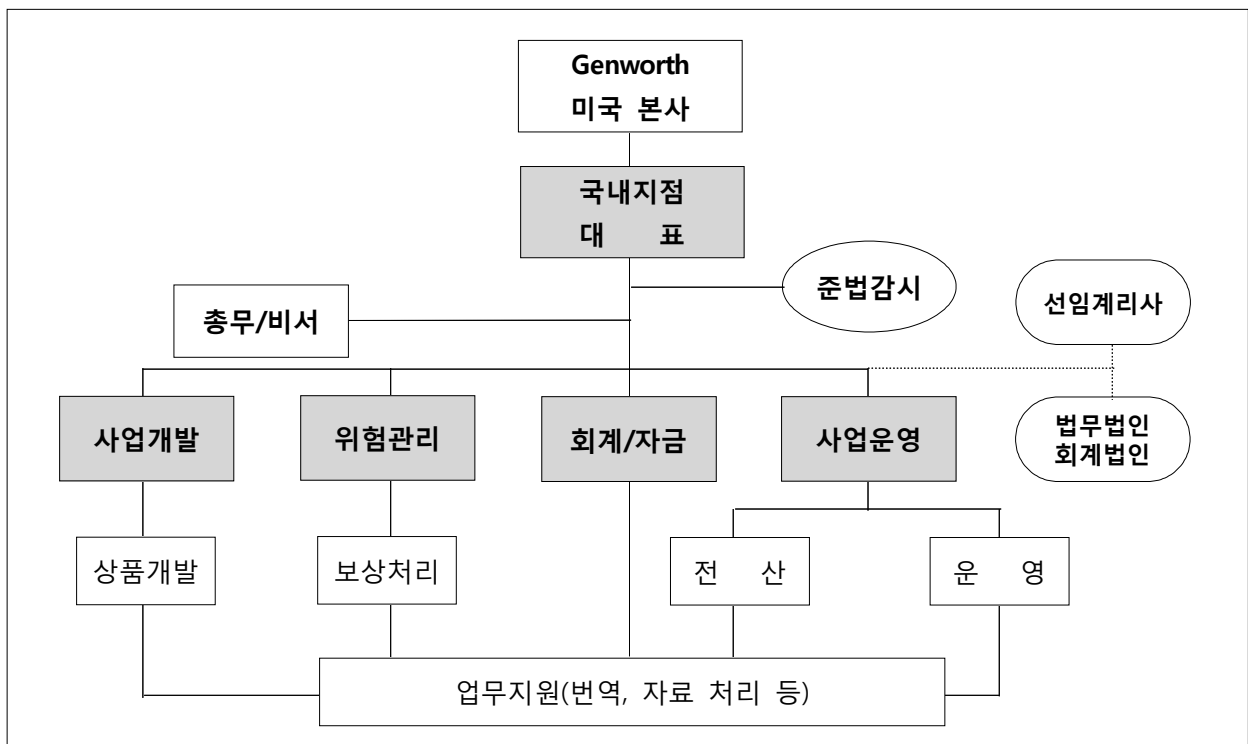 Genworth
미국 본사
국내지점
대 표
준법감시
총무/비서
선임계리사
사업개발
위험관리
회계/자금
사업운영
법무법인
회계법인
상품개발
보상처리
전 산
운 영
업무지원(번역, 자료 처리 등)